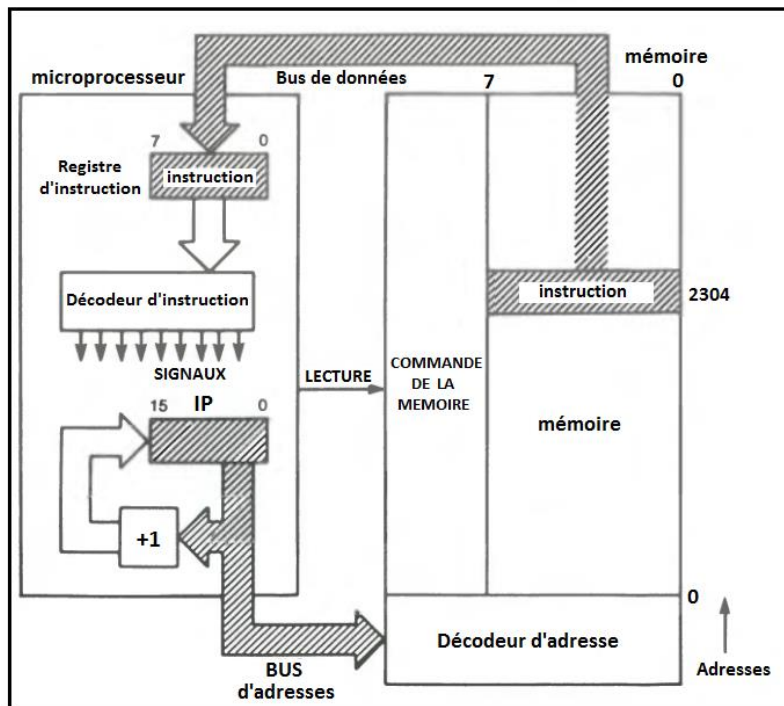 mémoire
microprocesseur
Bus de données
7
0
7
0
Registre
d'instruction
instruction
Décodeur d'instruction
instruction
2304
SIGNAUX
LECTURE
COMMANDE
DE LA
MEMOIRE
IP
15
0
mémoire
+1
0
Décodeur d'adresse
BUS
d'adresses
Adresses